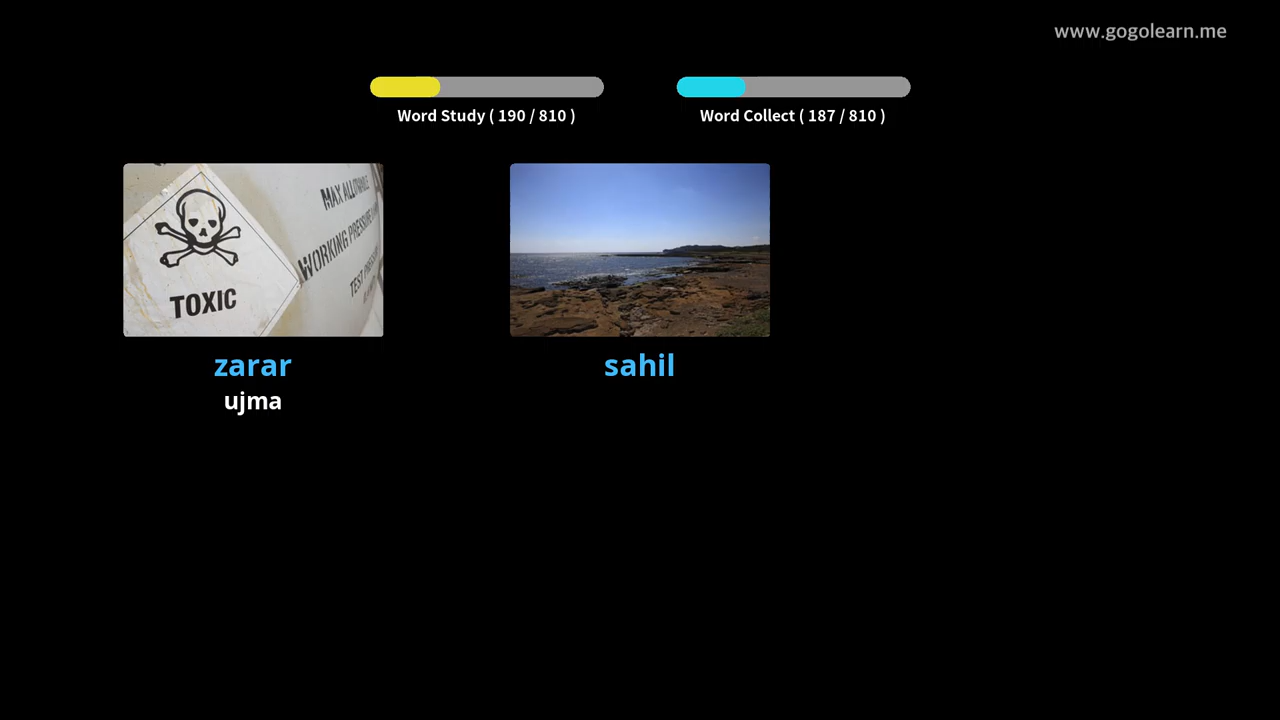 www.gogolearn.me
Word Study ( 190 / 810 )
Word Collect ( 187 / 810 )
MAX ALLOWABLE
WORKING PRESSURE
TEST
TOXIC
zarar
sahil
ujma